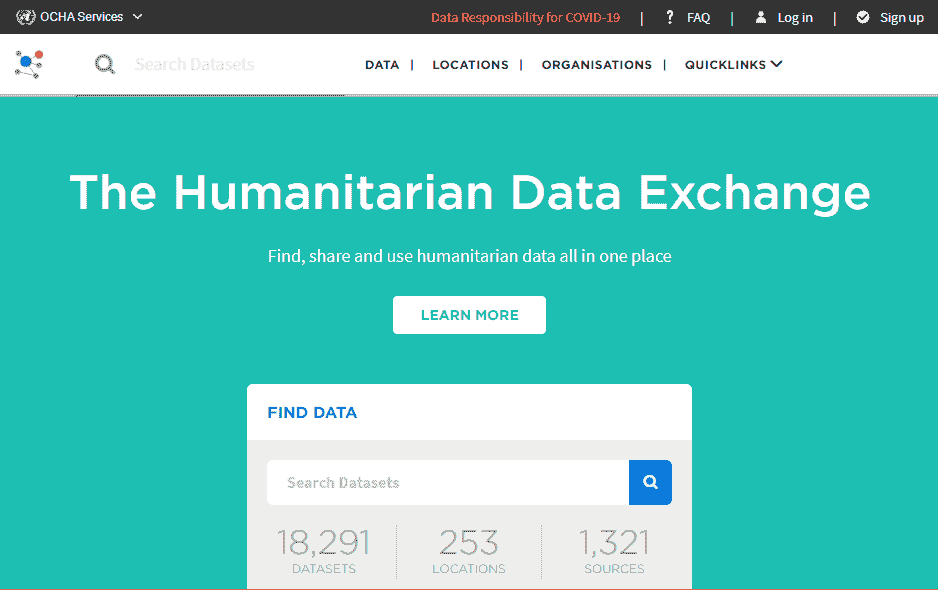 OCHA Services
Data Responsibility for COVID-19 | ? FAQ | Log in | Sign up
Search Datasets
DATA | LOCATIONS | ORGANISATIONS | QUICKLINKS
The Humanitarian Data Exchange
Find, share and use humanitarian data all in one place
LEARN MORE
FIND DATA
Search Datasets
18,291 253 1,321
DATASETS LOCATIONS SOURCES